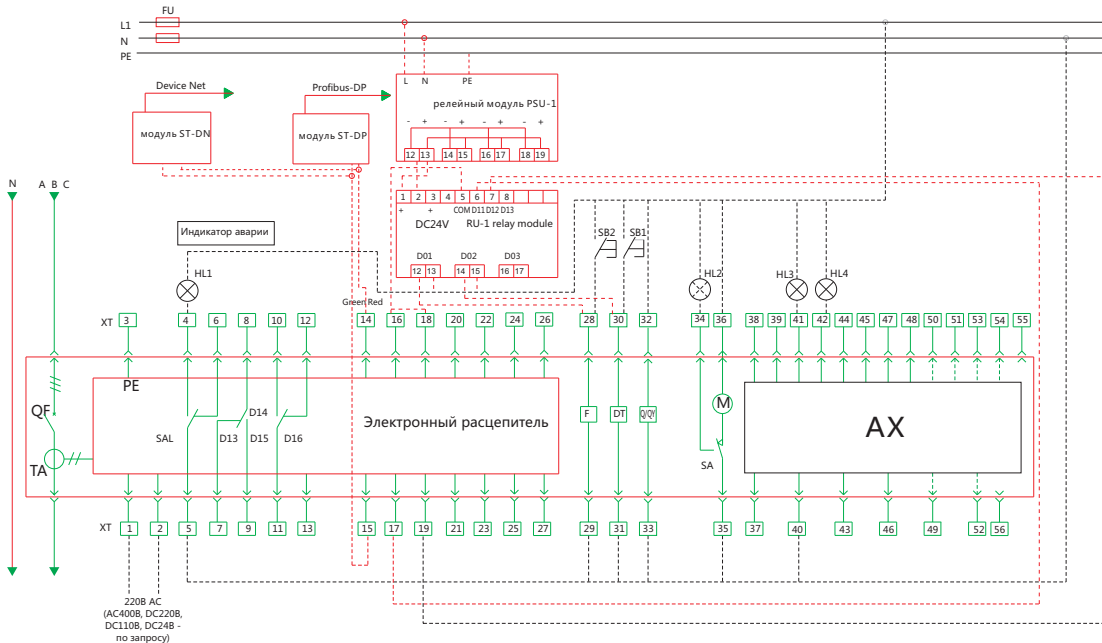 FU
L1
N
PE
Device Net
Profibus-DP
L N PE
релейный модуль PSU-1
модуль ST-DN
модуль ST-DP
- + - + - + - +
12 13 14 15 16 17 18 19
N
A B C
1 2 3 4 5 6 7 8
+ + COM D11 D12 D13
DC24V RU-1 relay module
Индикатор аварии
SB2
SB1
D01 D02 D03
12 13 14 15 16 17
HL1
HL2
HL3
HL4
Green Red
XT 3 4 6 8 10 12 14 16 18 20 22 24 26 28 30 32 34 36 38 39 41 42 44 45 47 48 50 51 53 54 55
PE
QF
M
D14
F
DT
Q/QY
Электронный расцепитель
AX
SAL
D13
D15
D16
TA
SA
XT 1 2 5 7 9 11 13 15 17 19 21 23 25 27 29 31 33 35 37 40 43 46 49 52 56
220В AC
(AC400В, DC220В,
DC110В, DC24В -
по запросу)